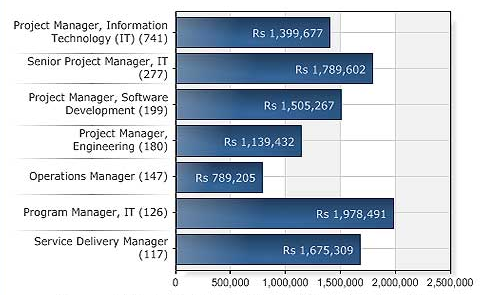 Project Manager, Information
Technology (IT) (741)
Rs 1,399,677
Senior Project Manager, IT
(277)
Rs 1,789,602
Project Manager, Software
Development (199)
Rs 1,505,267
Project Manager,
Engineering (180)
Rs 1,139,432
Operations Manager (147)
Rs 789,205
Program Manager, IT (126)
Rs 1,978,491
Service Delivery Manager
(117)
Rs 1,675,309
0 500,000 1,000,000 1,500,000 2,000,000 2,500,000